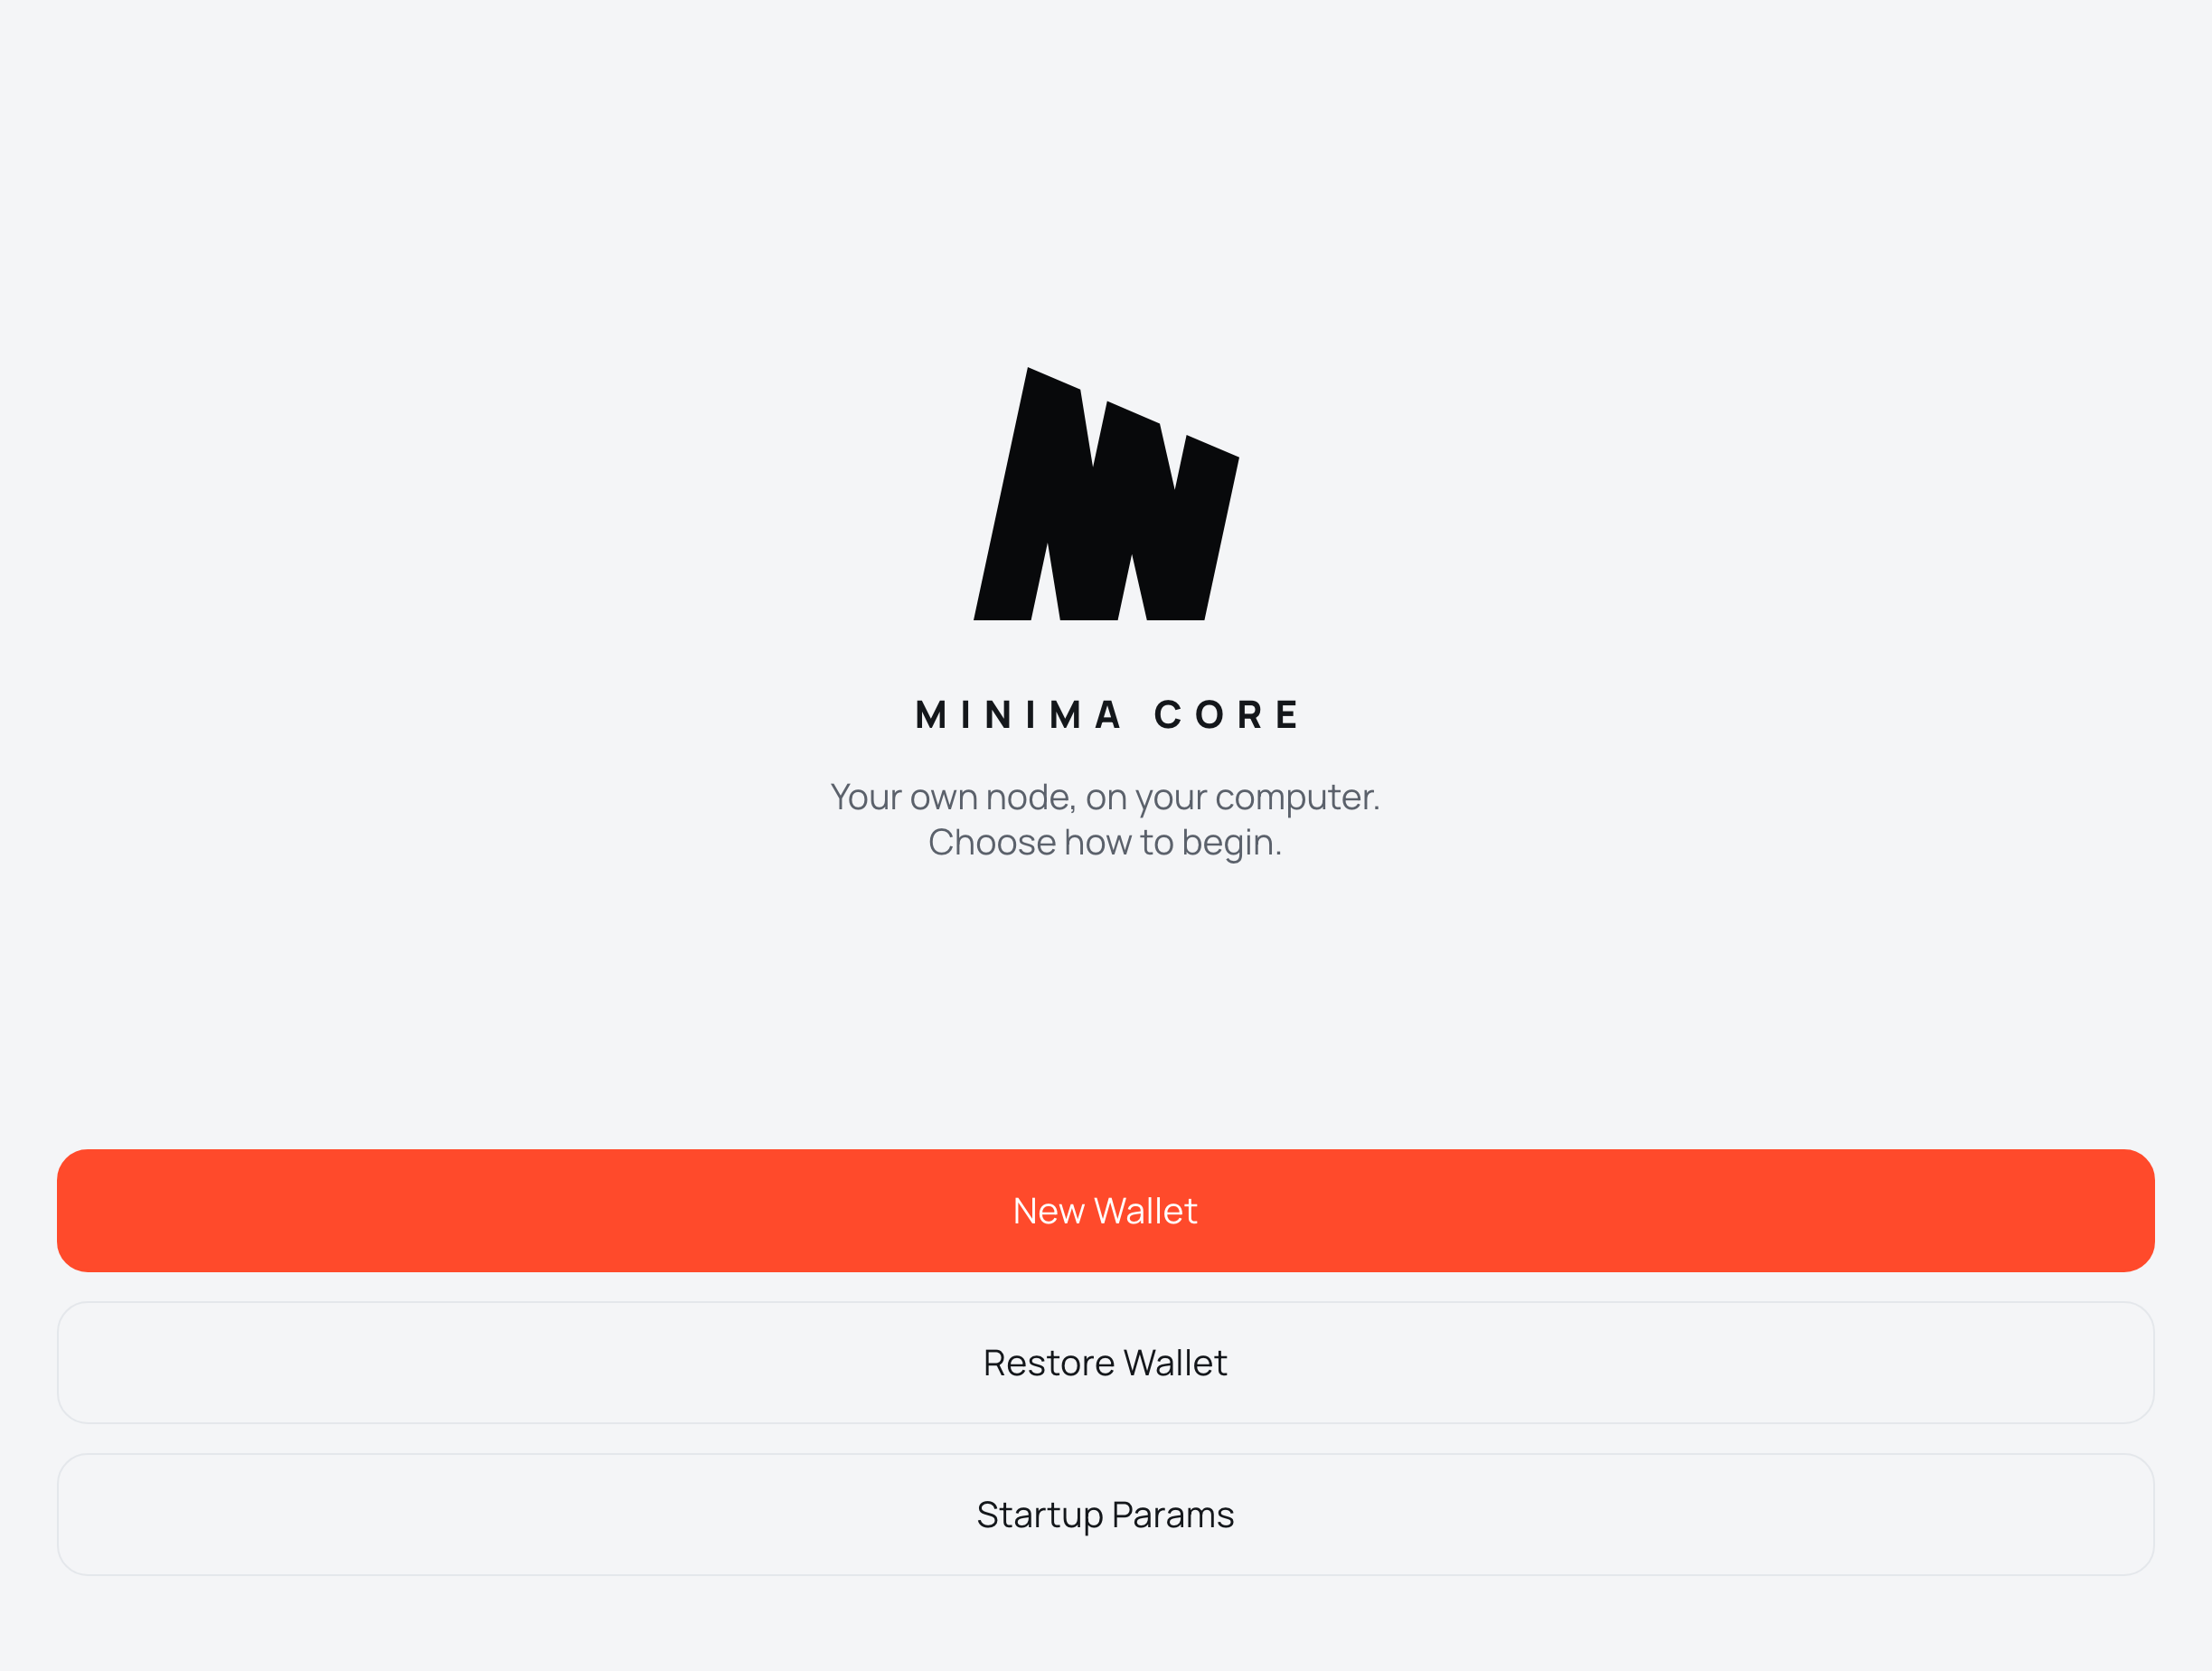 MINIMA CORE
Your own node, on your computer.
Choose how to begin.
New Wallet
Restore Wallet
Startup Params